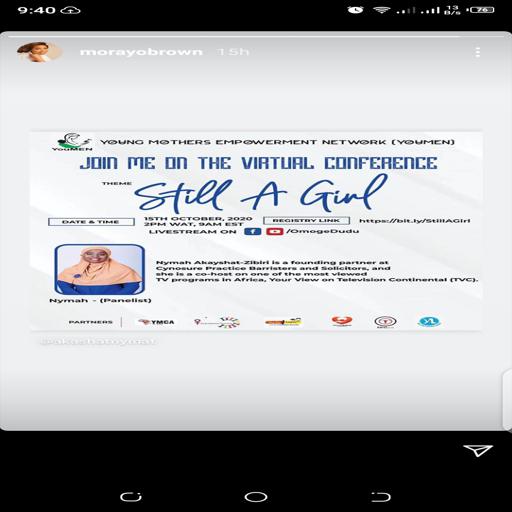 9:40
13
B/s
76
morayobrown 15h
YouMEN
YOUNG MOTHERS EMPOWERMENT NETWORK (YOUMEN)
JOIN ME ON THE VIRTUAL CONFERENCE
THEME
Still A Girl
DATE & TIME
15TH OCTOBER, 2020
2PM WAT, 9AM EST
REGISTRY LINK
https://bit.ly/StillAGirl
LIVESTREAM ON
/OmogeDudu
Nymah Akayshat-Zibiri is a founding partner at
Cynosure Practice Barristers and Solicitors, and
she is a co-host on one of the most viewed
TV programs in Africa, Your View on Television Continental (TVC).
Nymah - (Panelist)
PARTNERS
YMCA
@akashatnymat